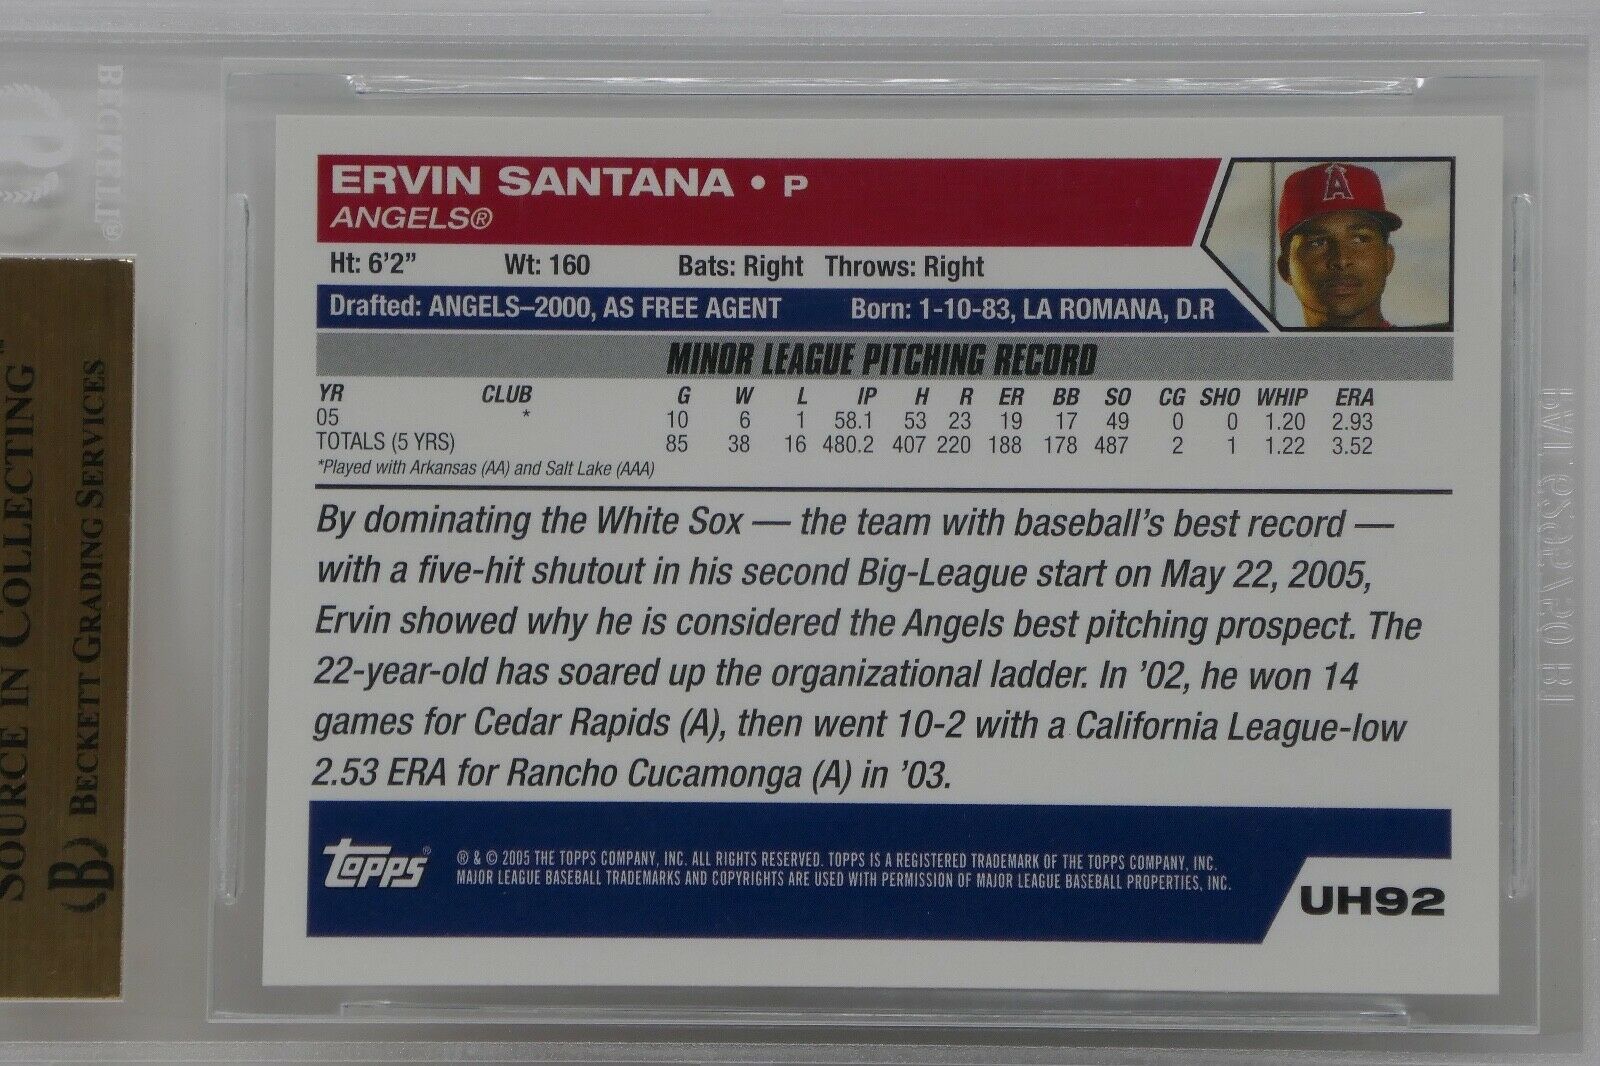 ERVIN SANTANA • P
ANGELS®
A
Ht: 6'2" Wt: 160 Bats: Right Throws: Right
Drafted: ANGELS–2000, AS FREE AGENT Born: 1-10-83, LA ROMANA, D.R
MINOR LEAGUE PITCHING RECORD
YR CLUB G W L IP H R ER BB SO CG SHO WHIP ERA
05 * 10 6 1 58.1 53 23 19 17 49 0 0 1.20 2.93
TOTALS (5 YRS) 85 38 16 480.2 407 220 188 178 487 2 1 1.22 3.52
*Played with Arkansas (AA) and Salt Lake (AAA)
By dominating the White Sox — the team with baseball's best record —
with a five-hit shutout in his second Big-League start on May 22, 2005,
Ervin showed why he is considered the Angels best pitching prospect. The
22-year-old has soared up the organizational ladder. In '02, he won 14
games for Cedar Rapids (A), then went 10-2 with a California League-low
2.53 ERA for Rancho Cucamonga (A) in '03.
topps®
® & © 2005 THE TOPPS COMPANY, INC. ALL RIGHTS RESERVED. TOPPS IS A REGISTERED TRADEMARK OF THE TOPPS COMPANY, INC.
MAJOR LEAGUE BASEBALL TRADEMARKS AND COPYRIGHTS ARE USED WITH PERMISSION OF MAJOR LEAGUE BASEBALL PROPERTIES, INC.
UH92
BECKETT®
SOURCE IN COLLECTING™
B BECKETT GRADING SERVICES